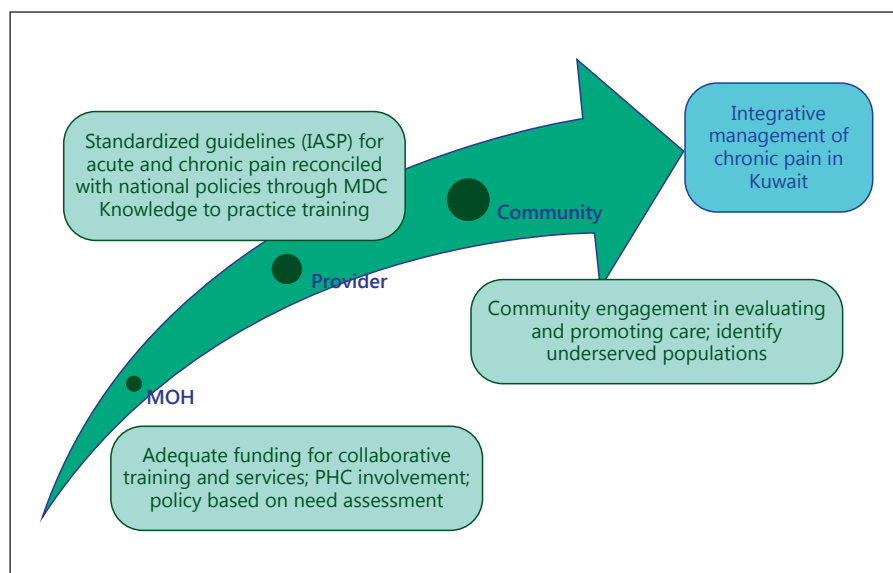 Standardized guidelines (IASP) for
acute and chronic pain reconciled
with national policies through MDC
Knowledge to practice training
Integrative
management of
chronic pain in
Kuwait
Community
Provider
Community engagement in evaluating
and promoting care; identify
underserved populations
MOH
Adequate funding for collaborative
training and services; PHC involvement;
policy based on need assessment